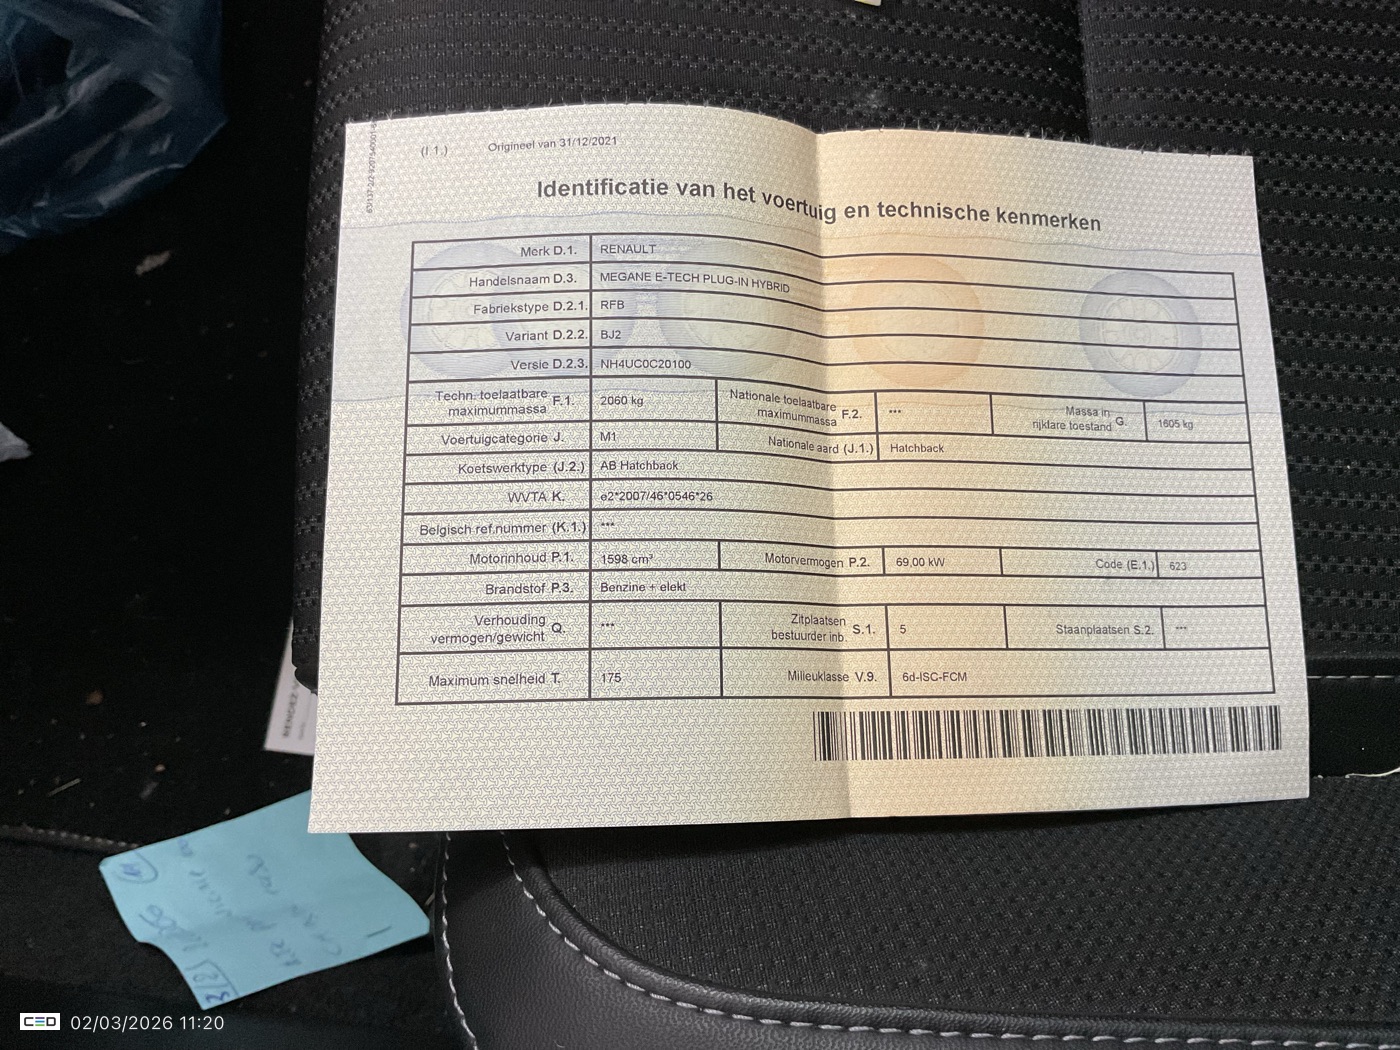 (I.1.) Origineel van 31/12/2021
Identificatie van het voertuig en technische kenmerken
Merk D.1. RENAULT
Handelsnaam D.3. MEGANE E-TECH PLUG-IN HYBRID
Fabriekstype D.2.1. RFB
Variant D.2.2. BJ2
Versie D.2.3. NH4UC0C20100
Techn. toelaatbare maximummassa F.1. 2060 kg Nationale toelaatbare maximummassa F.2. *** Massa in rijklare toestand G. 1605 kg
Voertuigcategorie J. M1 Nationale aard (J.1.) Hatchback
Koetswerktype (J.2.) AB Hatchback
WVTA K. e2*2007/46*0546*26
Belgisch ref.nummer (K.1.) ***
Motorinhoud P.1. 1598 cm³ Motorvermogen P.2. 69,00 kW Code (E.1.) 623
Brandstof P.3. Benzine + elekt
Verhouding vermogen/gewicht Q. *** Zitplaatsen bestuurder inb. S.1. 5 Staanplaatsen S.2. ***
Maximum snelheid T. 175 Milieuklasse V.9. 6d-ISC-FCM
CED 02/03/2026 11:20